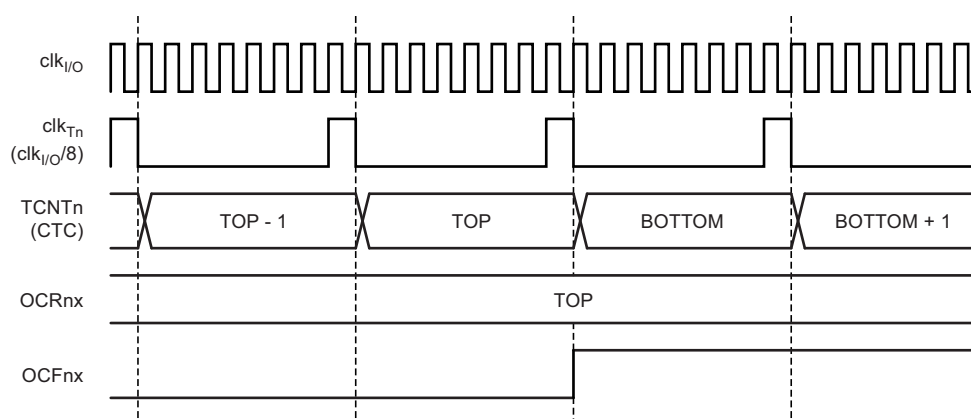 clkI/O
clkTn
(clkI/O/8)
TCNTn
(CTC)
TOP - 1
TOP
BOTTOM
BOTTOM + 1
OCRnx
TOP
OCFnx